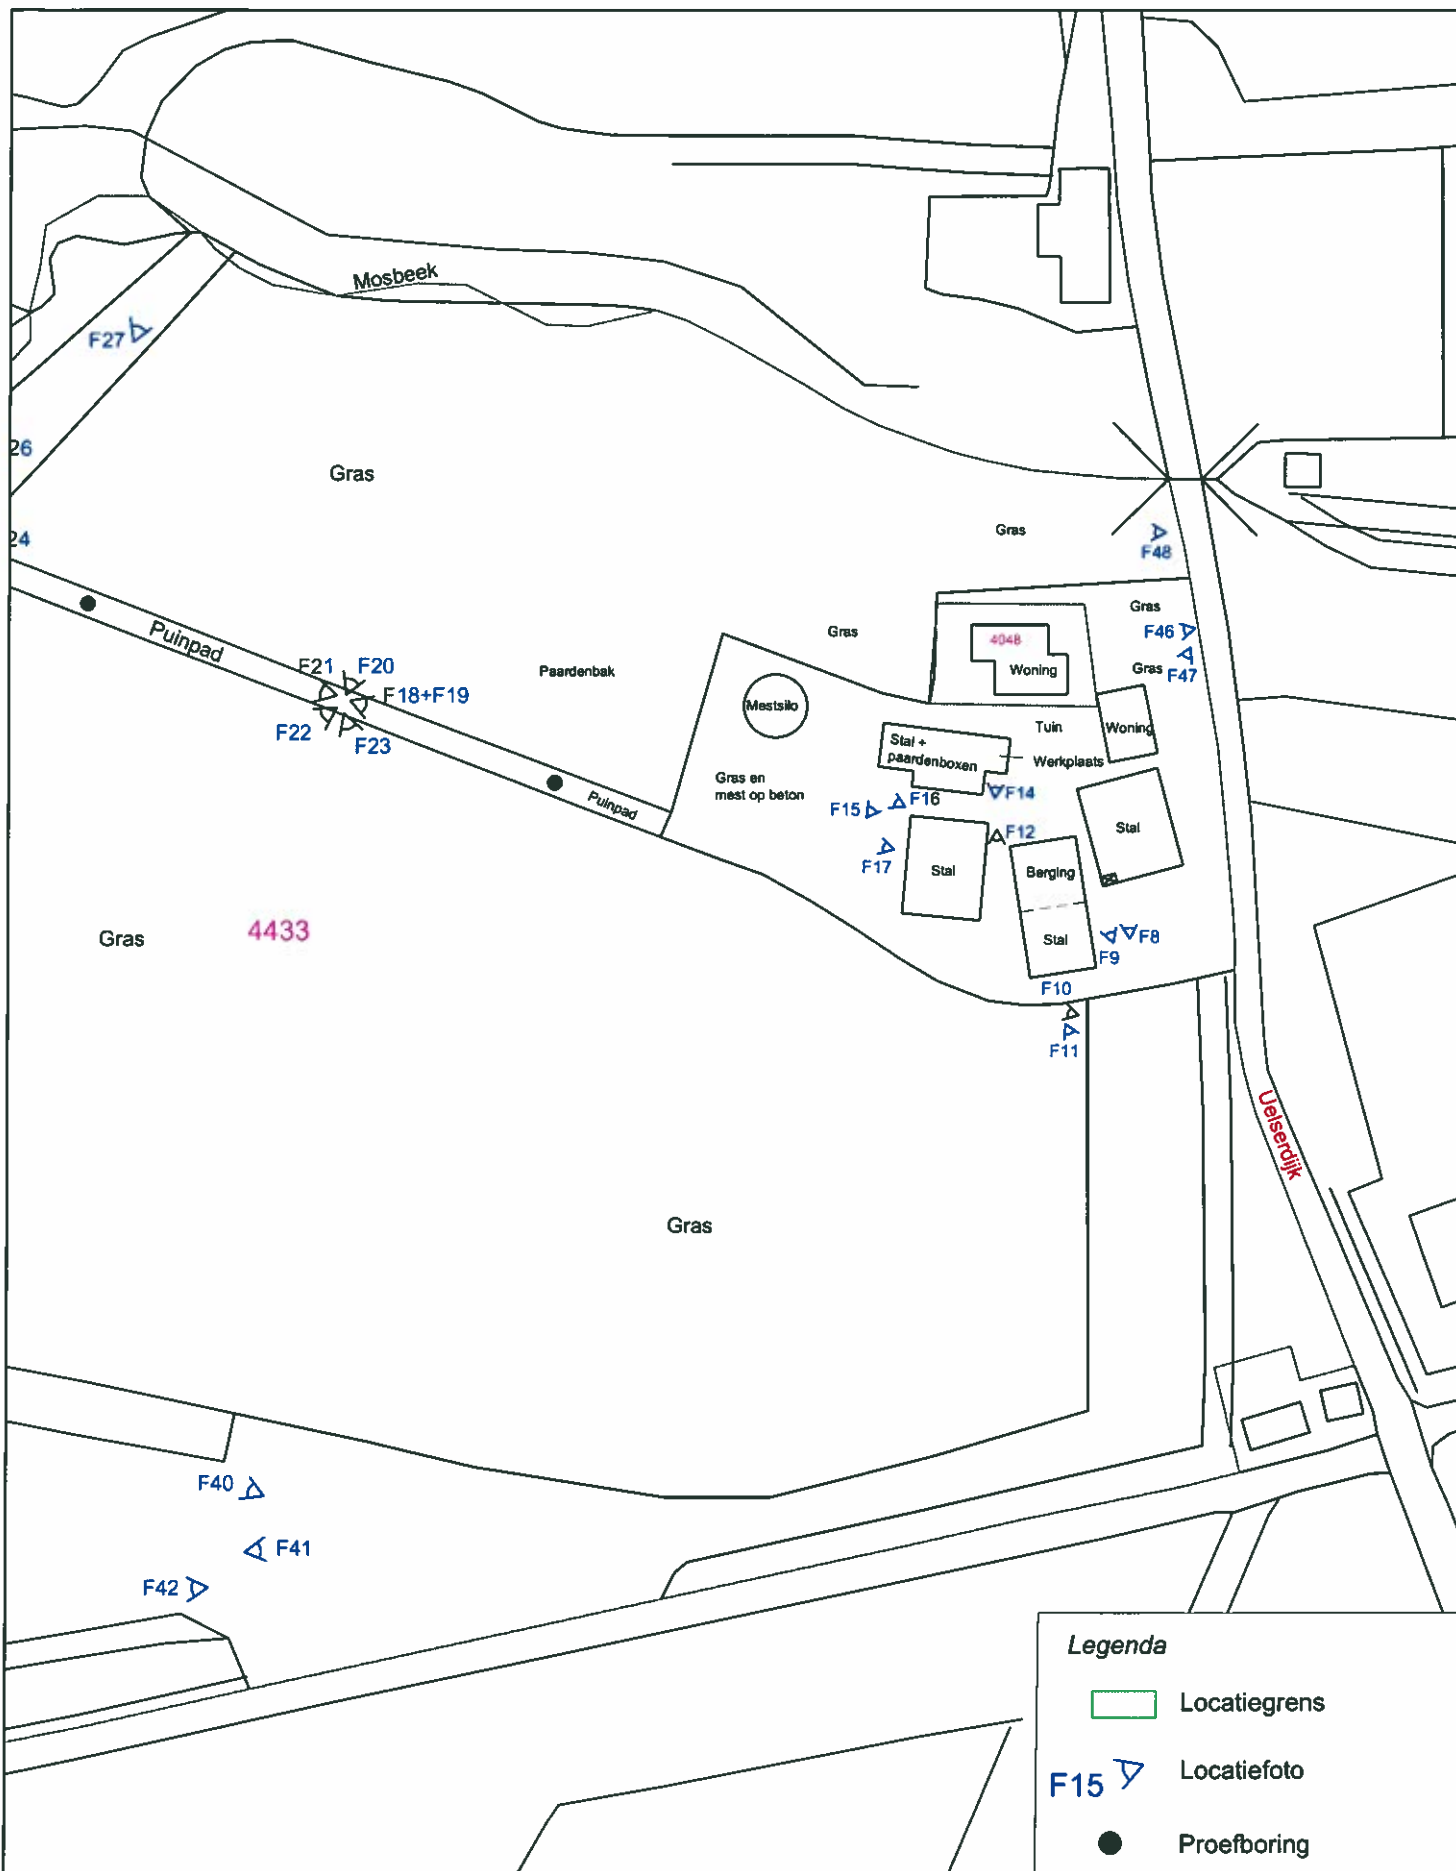 Mosbeek
F27
26
Gras
24
Gras
F48
Puinpad
Gras
Gras
F46
4048
F21
F20
Paardenbak
Woning
Gras
F47
F18+F19
Mestsilo
F22
F23
Tuin
Woning
Stal +
paardenboxen
Werkplaats
Gras en
mest op beton
Puinpad
F15
F16
F14
F12
Stal
F17
Stal
Berging
Gras
4433
Stal
F8
F9
F10
F11
Uelserdijk
Gras
F40
F41
F42
Legenda
Locatiegrens
F15
Locatiefoto
Proefboring